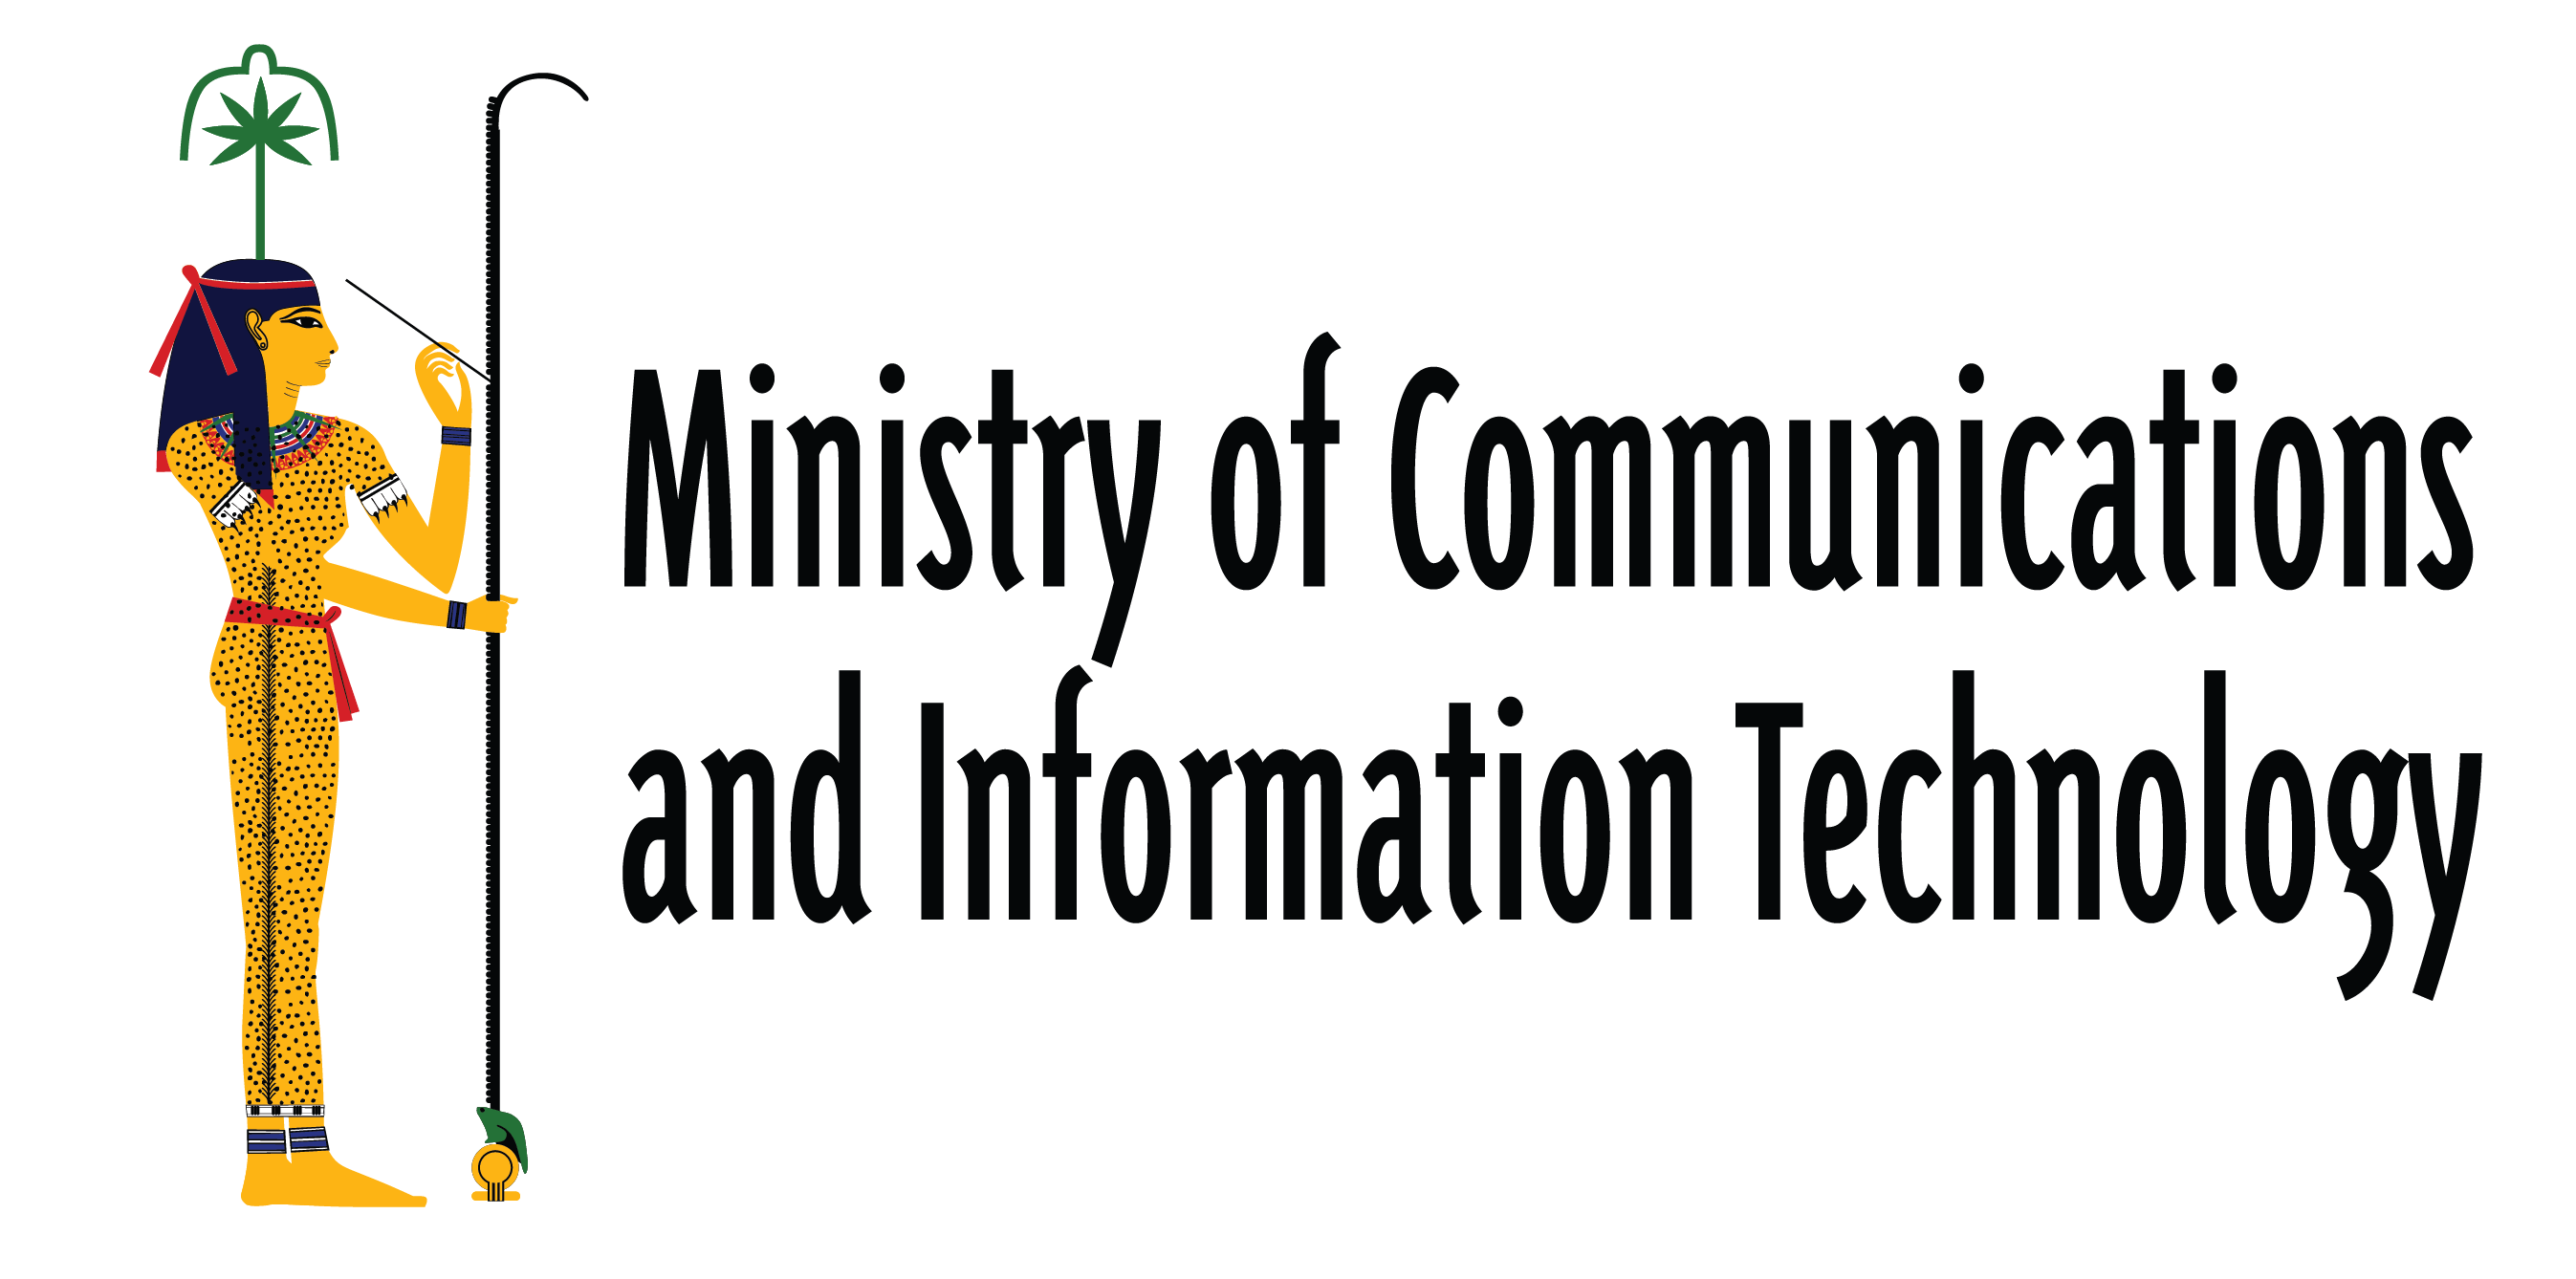 Ministry of Communications
and Information Technology